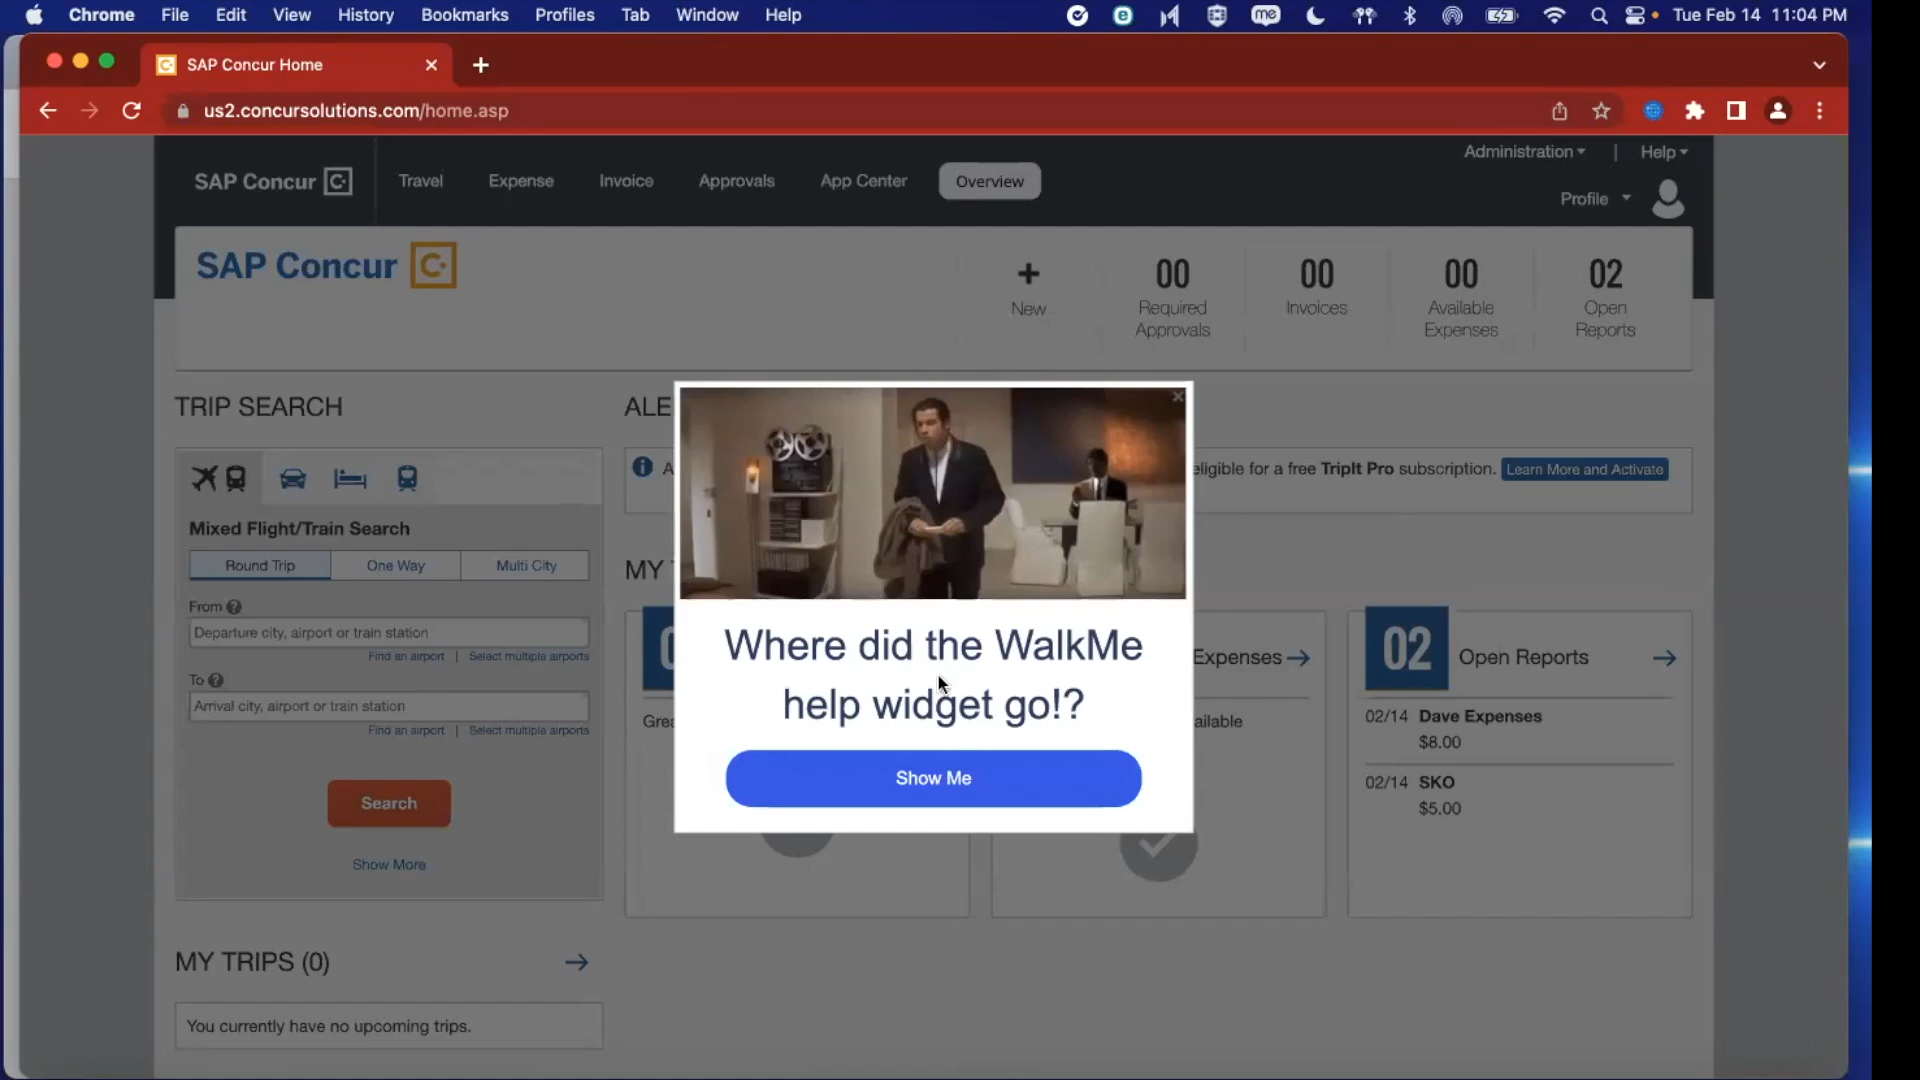 Chrome File Edit View History Bookmarks Profiles Tab Window Help
me Tue Feb 14 11:04 PM
SAP Concur Home
us2.concursolutions.com/home.asp
Administration | Help
SAP Concur C Travel Expense Invoice Approvals App Center Overview
Profile
SAP Concur C
+ 00 00 00 02
New Required Approvals Invoices Available Expenses Open Reports
TRIP SEARCH
ALE
eligible for a free TripIt Pro subscription. Learn More and Activate
Mixed Flight/Train Search
Round Trip One Way Multi City
MY
From ?
Departure city, airport or train station
Find an airport | Select multiple airports
To ?
Arrival city, airport or train station
Find an airport | Select multiple airports
Search
Show More
Where did the WalkMe
help widget go!?
Show Me
Expenses
02 Open Reports
Grea
ailable
02/14 Dave Expenses
$8.00
02/14 SKO
$5.00
MY TRIPS (0)
You currently have no upcoming trips.